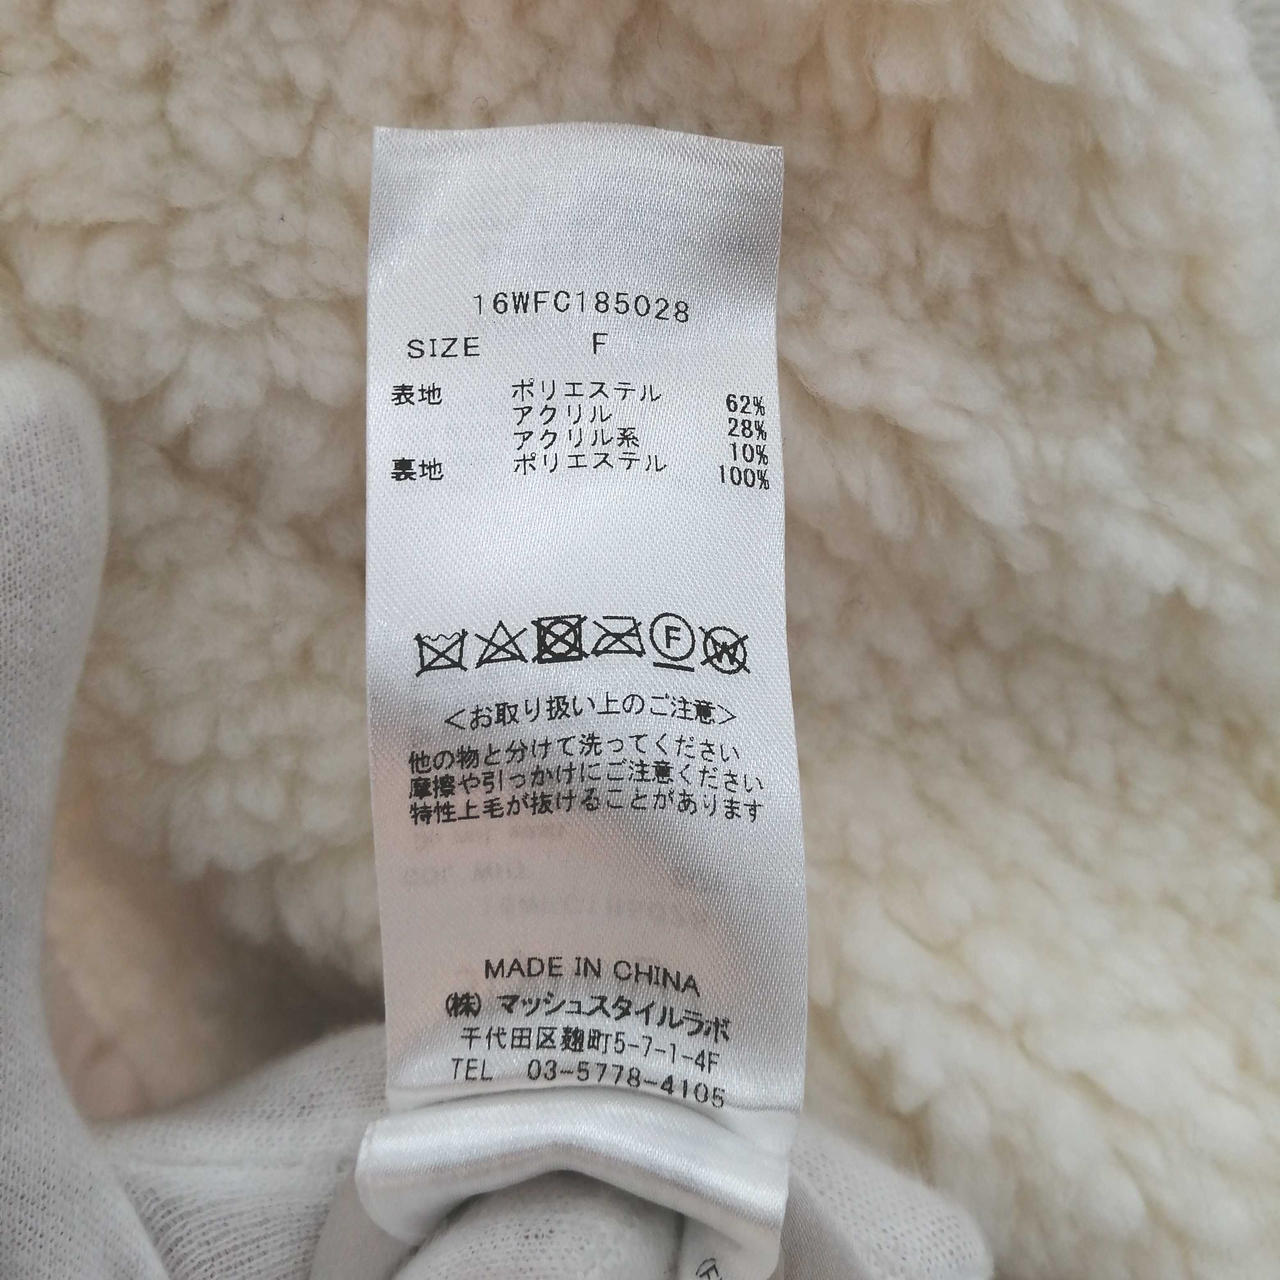 16WFC185028
SIZE F
表地 ポリエステル 62%
アクリル 28%
アクリル系 10%
裏地 ポリエステル 100%
F W
<お取り扱い上のご注意>
他の物と分けて洗ってください
摩擦や引っかけにご注意ください
特性上毛が抜けることがあります
MADE IN CHINA
(株) マッシュスタイルラボ
千代田区麹町5-7-1-4F
TEL 03-5778-4105